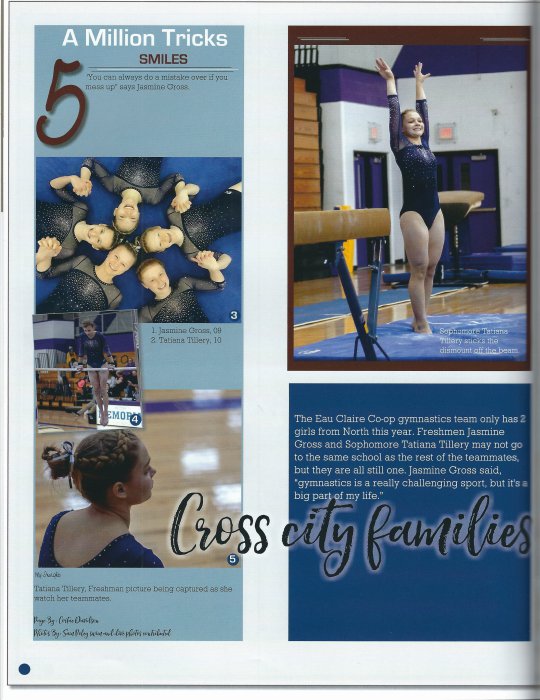 A Million Tricks
SMILES
5
"You can always do a mistake over if you
mess up" says Jasmine Gross.
3
1. Jasmine Gross, 09
2. Tatiana Tillery, 10
MEMORI
4
5
Tatiana Tillery, Freshman picture being captured as she
watch her teammates.
Page By:
Photos By:
Sophomore Tatiana
Tillery sticks the
dismount off the beam.
The Eau Claire Co-op gymnastics team only has 2
girls from North this year. Freshmen Jasmine
Gross and Sophomore Tatiana Tillery may not go
to the same school as the rest of the teammates,
but they are all still one. Jasmine Gross said,
"gymnastics is a really challenging sport, but it's a
big part of my life."
Cross city families